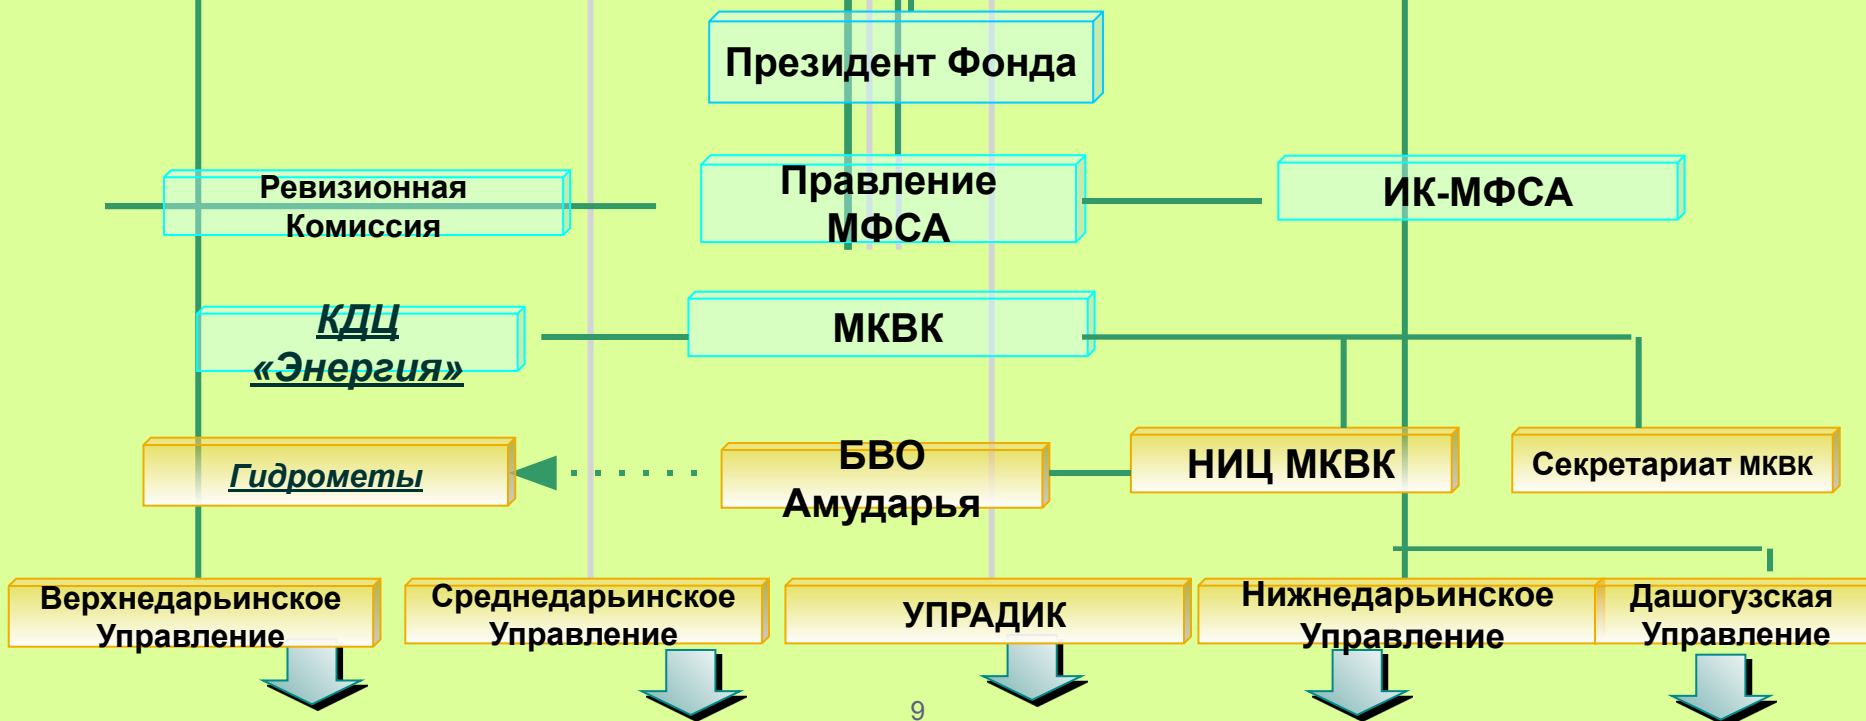 Президент Фонда
Ревизионная
Комиссия
Правление
МФСА
ИК-МФСА
КДЦ
«Энергия»
МКВК
Гидрометы
БВО
Амударья
НИЦ МКВК
Секретариат МКВК
Верхнедарьинское
Управление
Среднедарьинское
Управление
УПРАДИК
Нижнедарьинское
Управление
Дашогузская
Управление
9